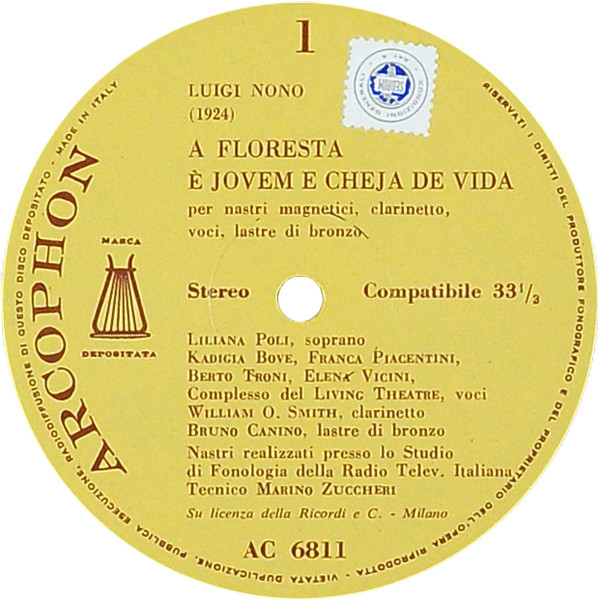 1
LUIGI NONO
(1924)
A FLORESTA
È JOVEM E CHEJA DE VIDA
per nastri magnetici, clarinetto,
voci, lastre di bronzo
ARCOPHON
MARCA
DEPOSITATA
Stereo Compatibile 33 1/3
LILIANA POLI, soprano
KADIGIA BOVE, FRANCA PIACENTINI,
BERTO TRONI, ELENA VICINI,
Complesso del LIVING THEATRE, voci
WILLIAM O. SMITH, clarinetto
BRUNO CANINO, lastre di bronzo
Nastri realizzati presso lo Studio
di Fonologia della Radio Telev. Italiana
Tecnico MARINO ZUCCHERI
Su licenza della Ricordi e C. - Milano
AC 6811
RISERVATI I DIRITTI DEL PRODUTTORE FONOGRAFICO E DEL PROPRIETARIO DELL'OPERA RIPRODOTTA - VIETATA DUPLICAZIONE, PUBBLICA ESECUZIONE, RADIODIFFUSIONE DI QUESTO DISCO DEPOSITATO - MADE IN ITALY